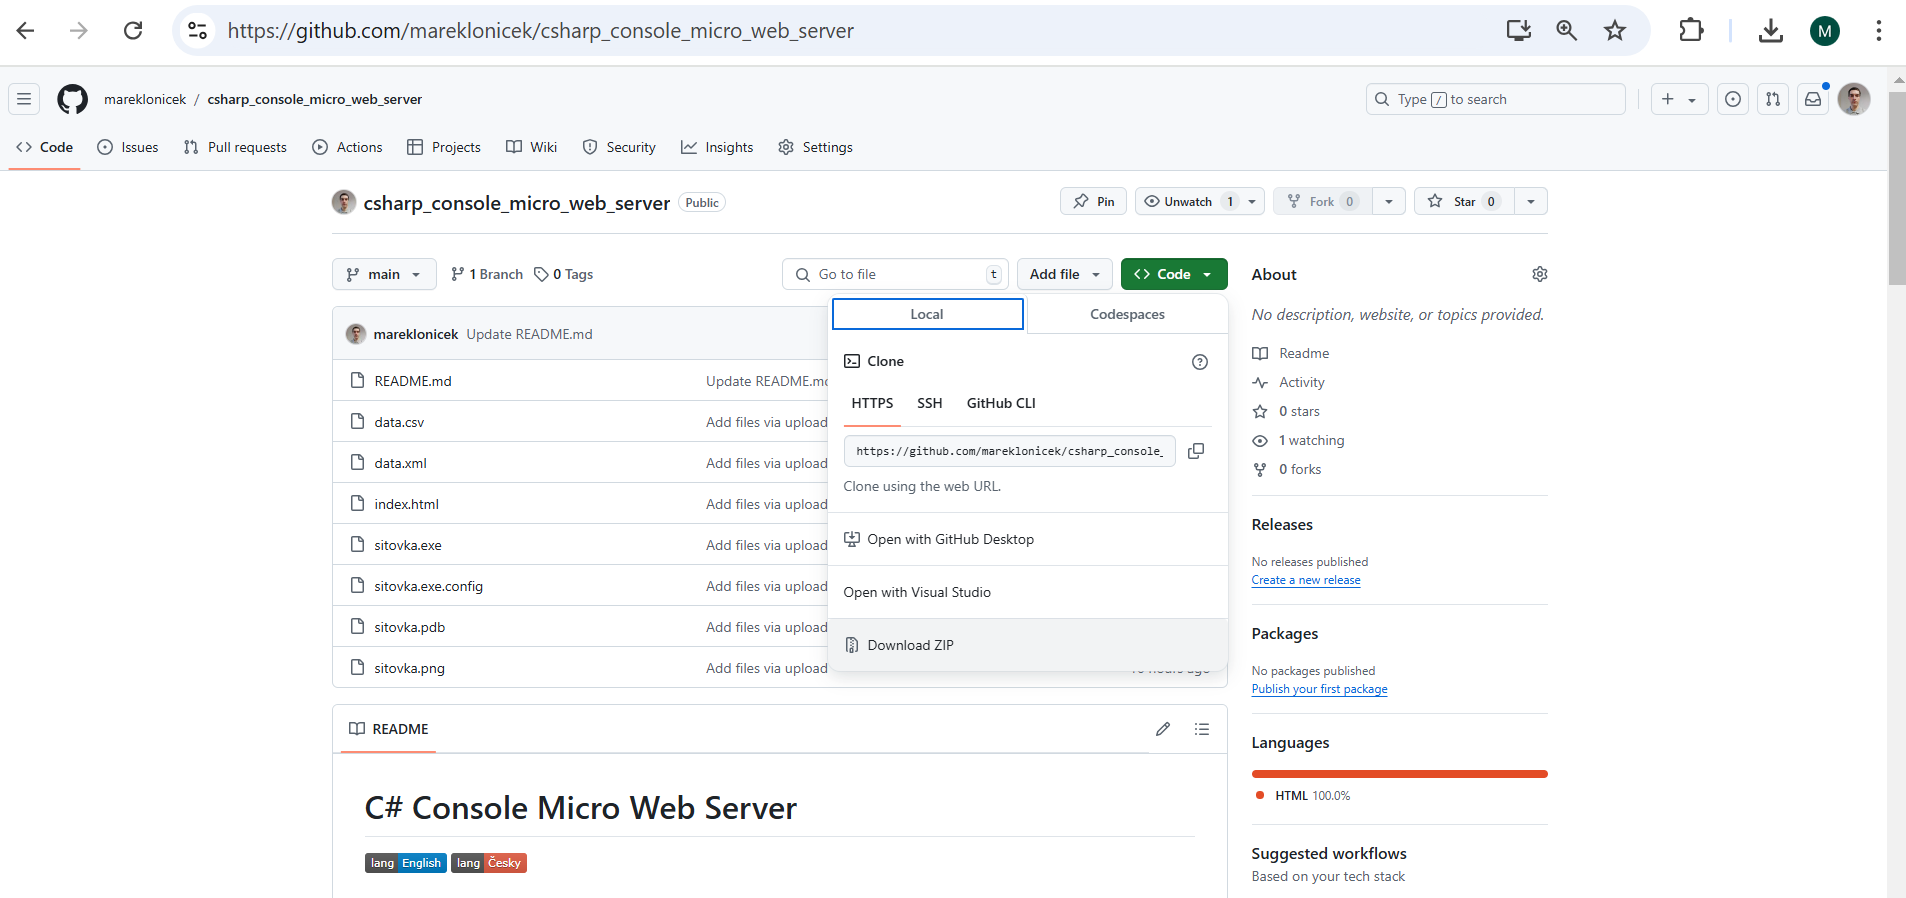 https://github.com/mareklonicek/csharp_console_micro_web_server
M
mareklonicek / csharp_console_micro_web_server
Type / to search
Code Issues Pull requests Actions Projects Wiki Security Insights Settings
csharp_console_micro_web_server Public
Pin Unwatch 1 Fork 0 Star 0
main 1 Branch 0 Tags Go to file t Add file Code
mareklonicek Update README.md
README.md Update README.md
data.csv Add files via upload
data.xml Add files via upload
index.html Add files via upload
sitovka.exe Add files via upload
sitovka.exe.config Add files via upload
sitovka.pdb Add files via upload
sitovka.png Add files via upload
Local Codespaces
Clone
HTTPS SSH GitHub CLI
https://github.com/mareklonicek/csharp_console_
Clone using the web URL.
Open with GitHub Desktop
Open with Visual Studio
Download ZIP
README
C# Console Micro Web Server
lang English lang Česky
About
No description, website, or topics provided.
Readme
Activity
0 stars
1 watching
0 forks
Releases
No releases published
Create a new release
Packages
No packages published
Publish your first package
Languages
HTML 100.0%
Suggested workflows
Based on your tech stack